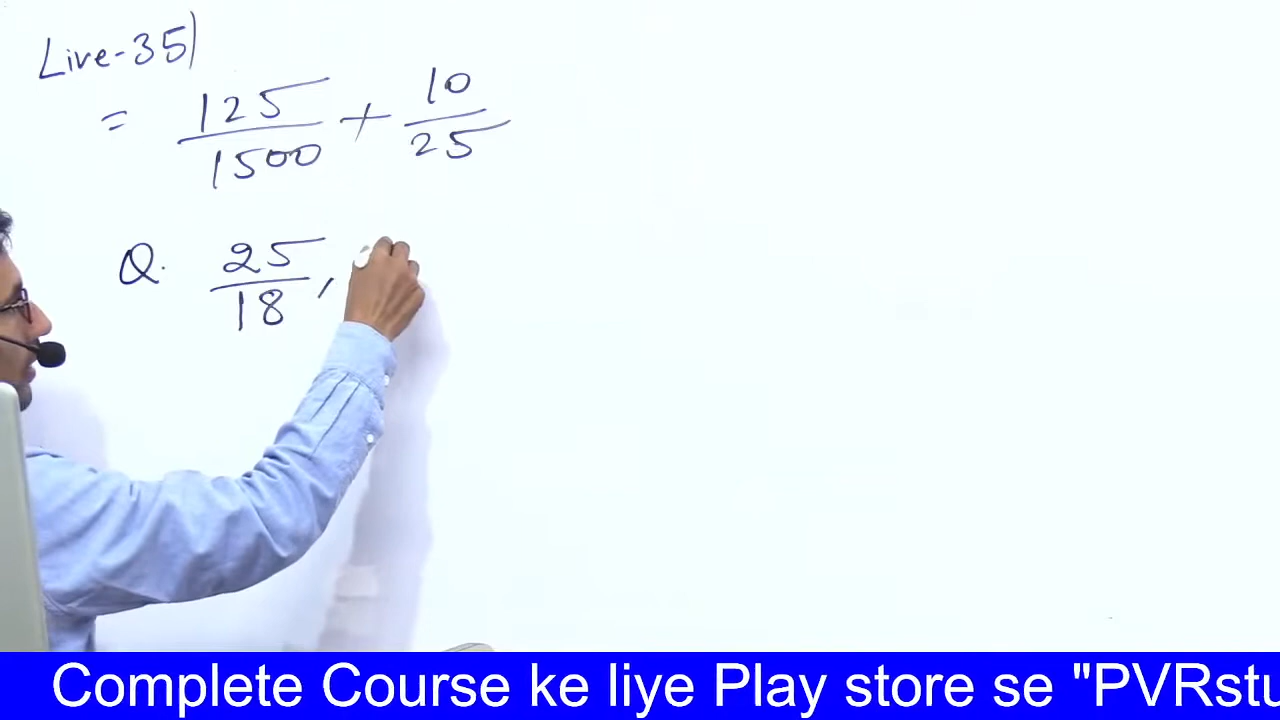 Live-35)
= 125/1500 + 10/25
Q. 25/18 ,
Complete Course ke liye Play store se "PVRstu